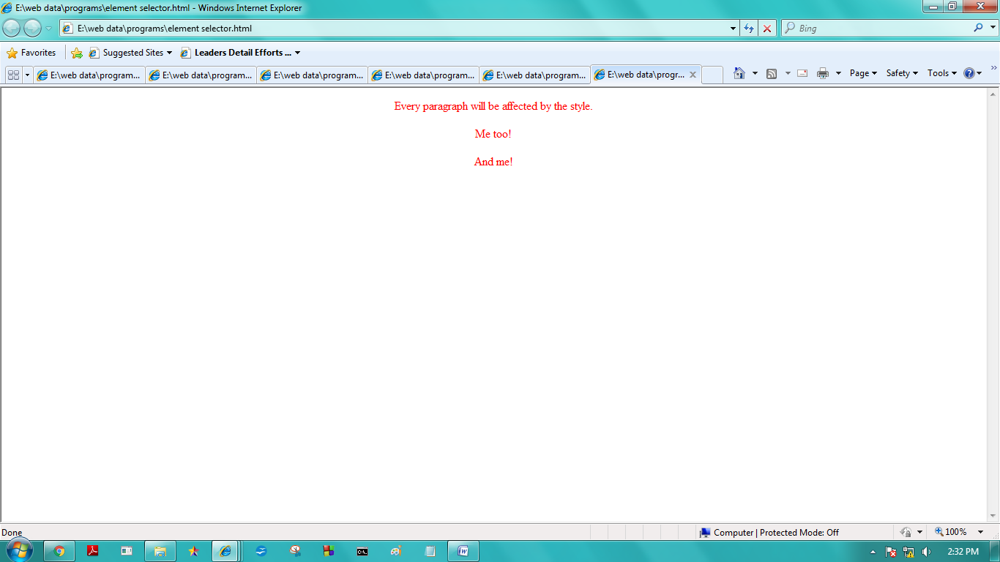 E:\web data\programs\element selector.html - Windows Internet Explorer
E:\web data\programs\element selector.html
Bing
Favorites
Suggested Sites
Leaders Detail Efforts ...
E:\web data\program...
E:\web data\program...
E:\web data\program...
E:\web data\program...
E:\web data\program...
E:\web data\progr...
Page
Safety
Tools
Every paragraph will be affected by the style.
Me too!
And me!
Done
Computer | Protected Mode: Off
100%
2:32 PM